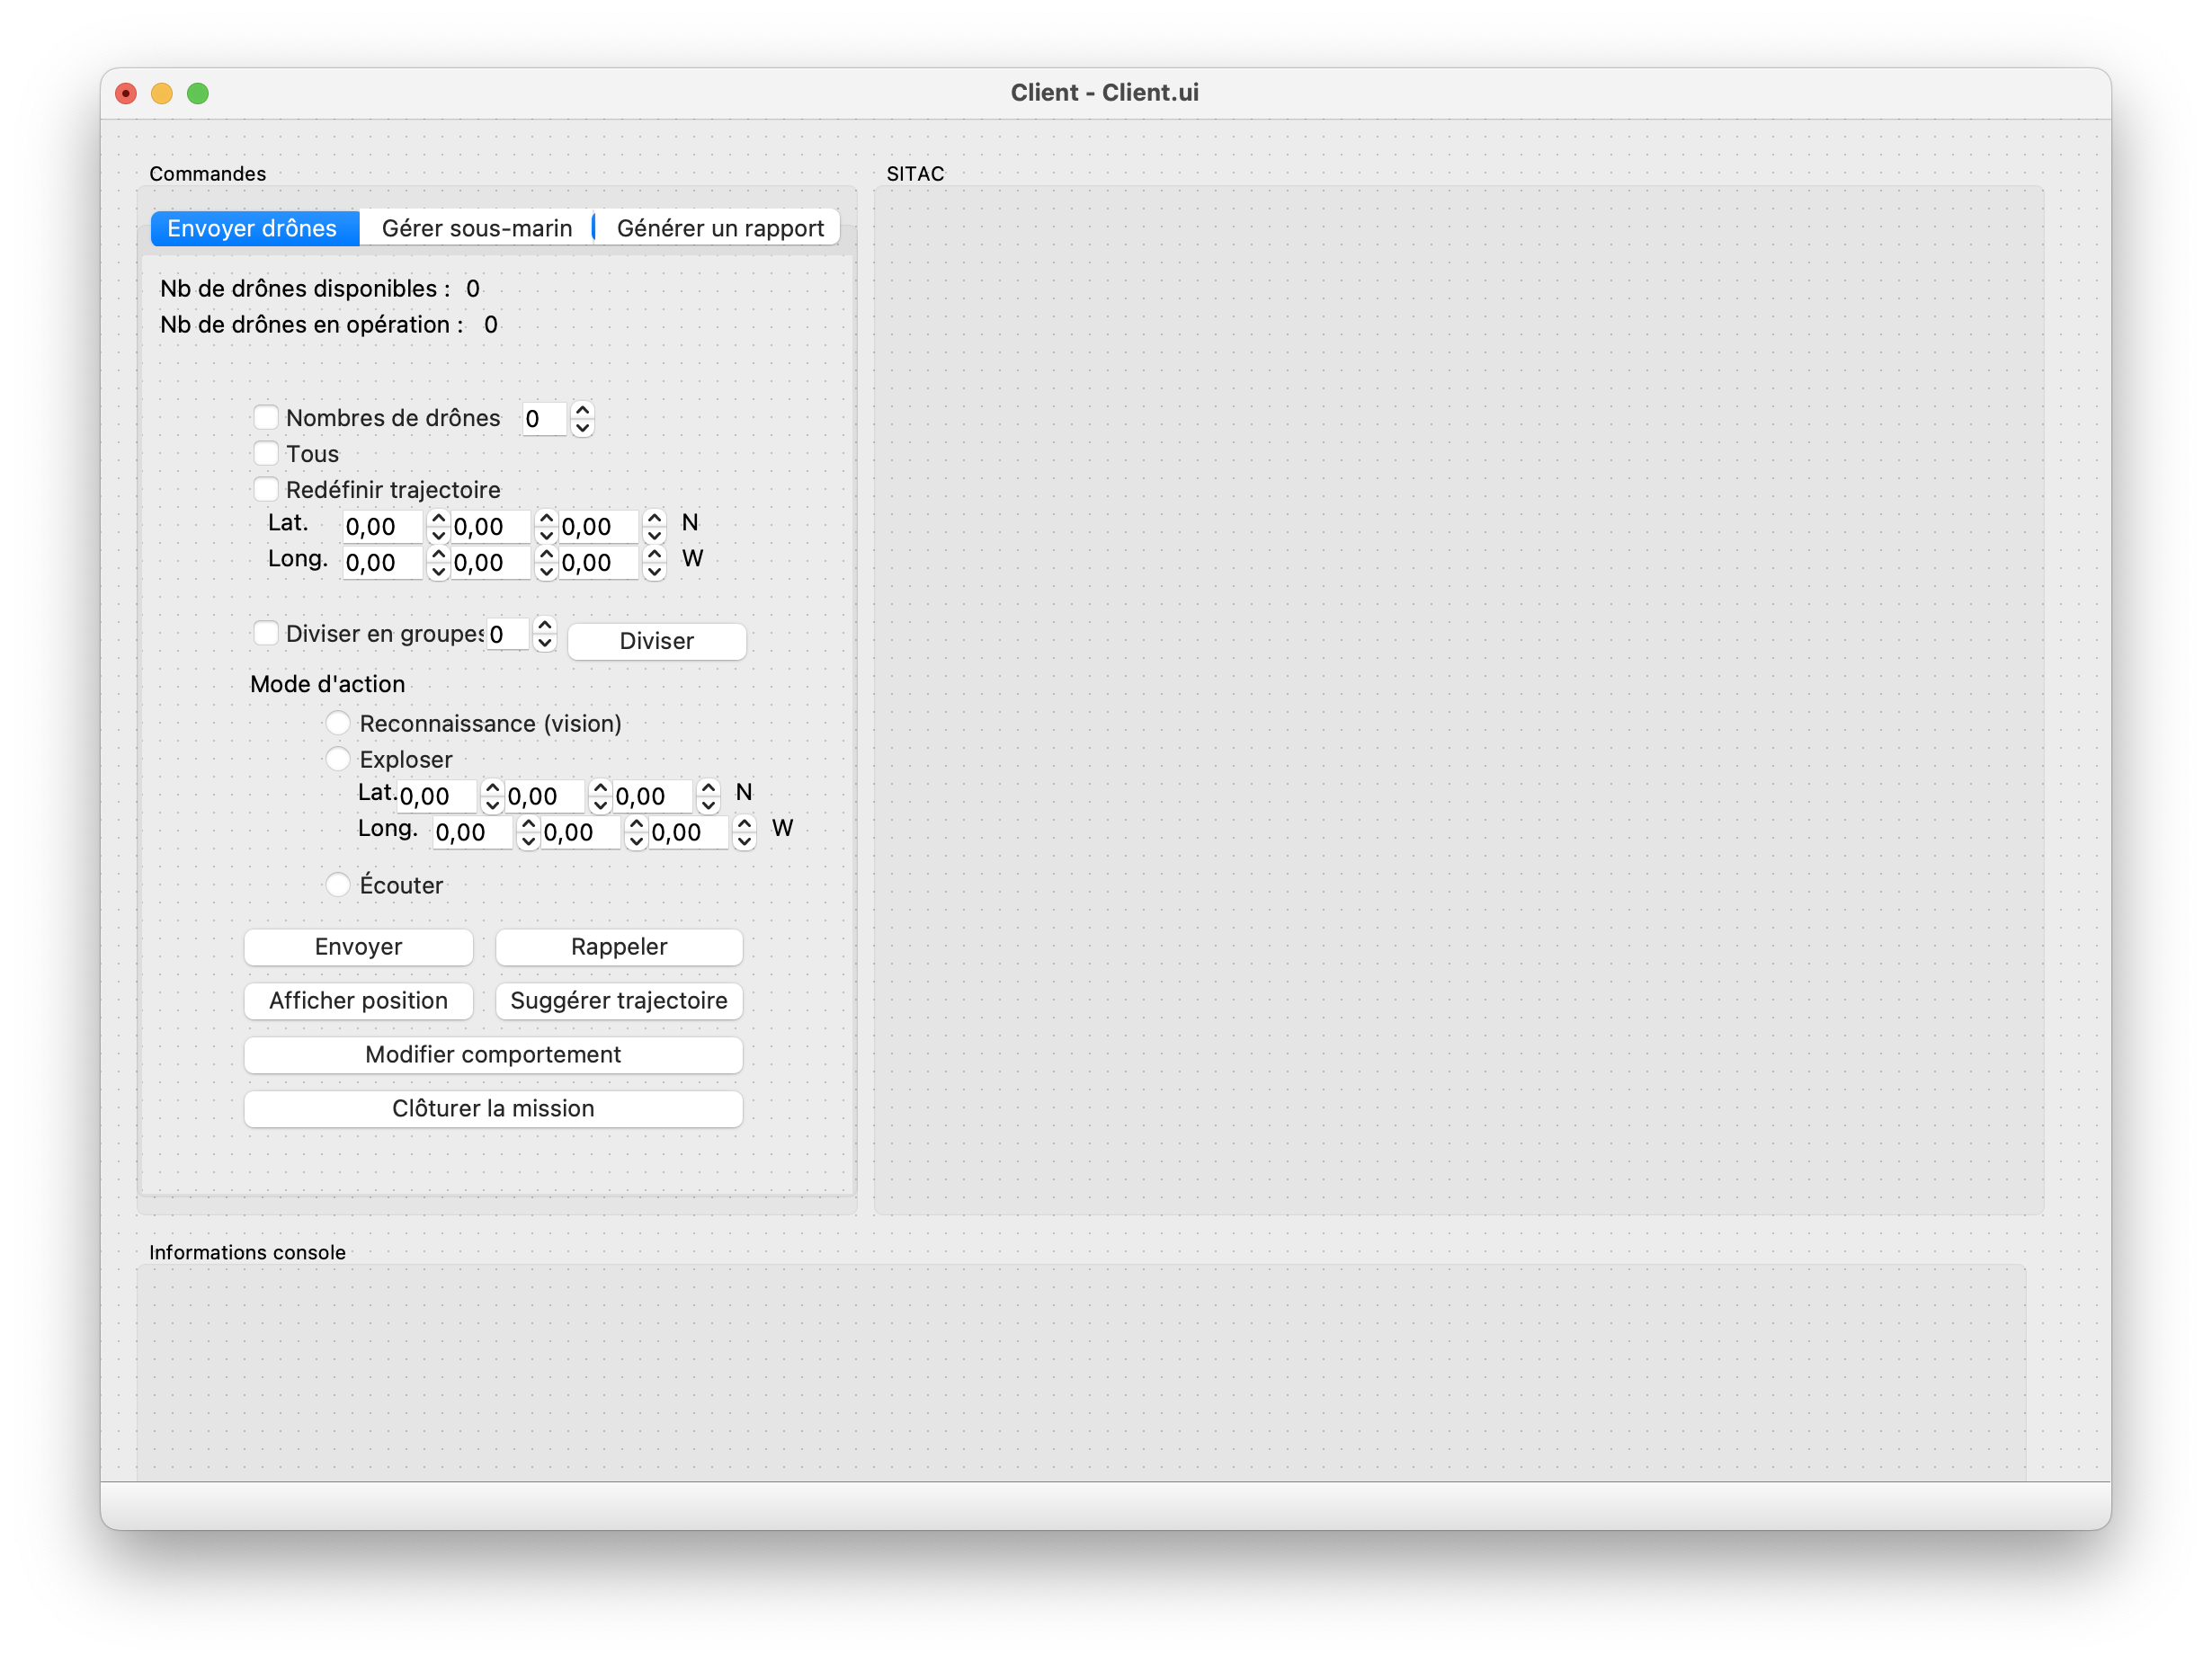 Client - Client.ui
Commandes
Envoyer drônes Gérer sous-marin Générer un rapport
Nb de drônes disponibles : 0
Nb de drônes en opération : 0
Nombres de drônes 0
Tous
Redéfinir trajectoire
Lat. 0,00 0,00 0,00 N
Long. 0,00 0,00 0,00 W
Diviser en groupes 0 Diviser
Mode d'action
Reconnaissance (vision)
Exploser
Lat. 0,00 0,00 0,00 N
Long. 0,00 0,00 0,00 W
Écouter
Envoyer Rappeler
Afficher position Suggérer trajectoire
Modifier comportement
Clôturer la mission
SITAC
Informations console